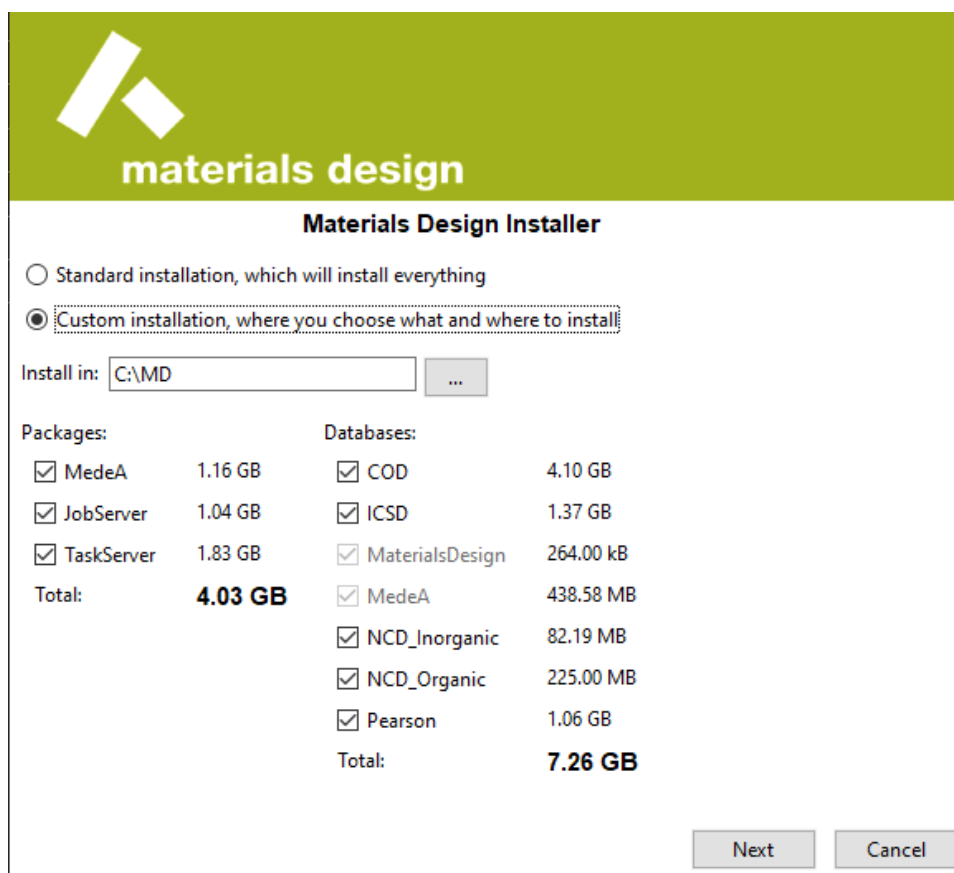 materials design
Materials Design Installer
Standard installation, which will install everything
Custom installation, where you choose what and where to install
Install in: C:\MD ...
Packages: Databases:
MedeA 1.16 GB COD 4.10 GB
JobServer 1.04 GB ICSD 1.37 GB
TaskServer 1.83 GB MaterialsDesign 264.00 kB
Total: 4.03 GB MedeA 438.58 MB
NCD_Inorganic 82.19 MB
NCD_Organic 225.00 MB
Pearson 1.06 GB
Total: 7.26 GB
Next Cancel